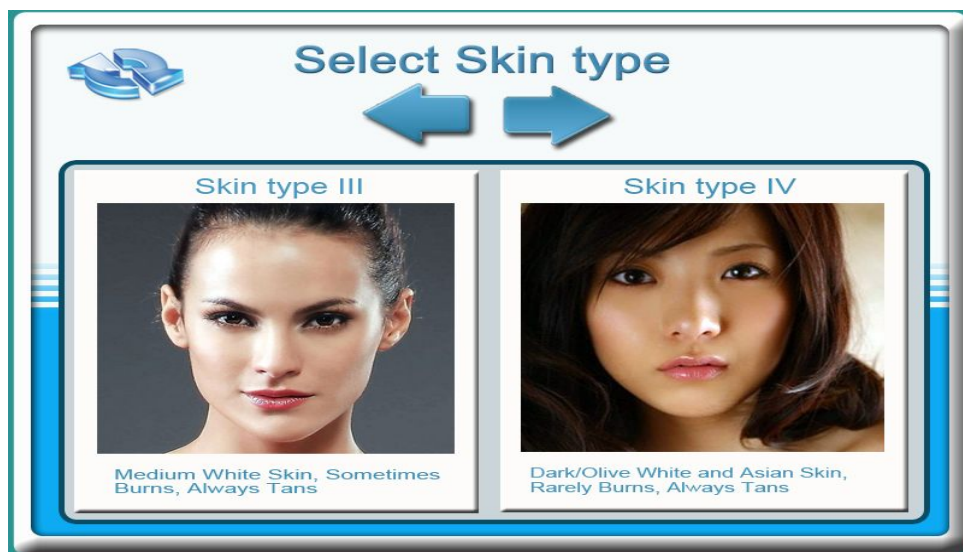 Select Skin type
Skin type III
Medium White Skin, Sometimes
Burns, Always Tans
Skin type IV
Dark/Olive White and Asian Skin,
Rarely Burns, Always Tans